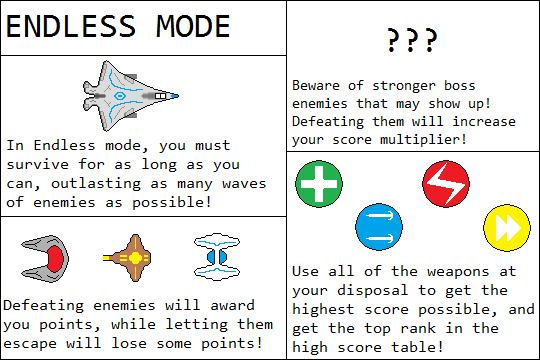 ENDLESS MODE
In Endless mode, you must
survive for as long as you
can, outlasting as many waves
of enemies as possible!
Defeating enemies will award
you points, while letting them
escape will lose some points!
???
Beware of stronger boss
enemies that may show up!
Defeating them will increase
your score multiplier!
Use all of the weapons at
your disposal to get the
highest score possible, and
get the top rank in the
high score table!